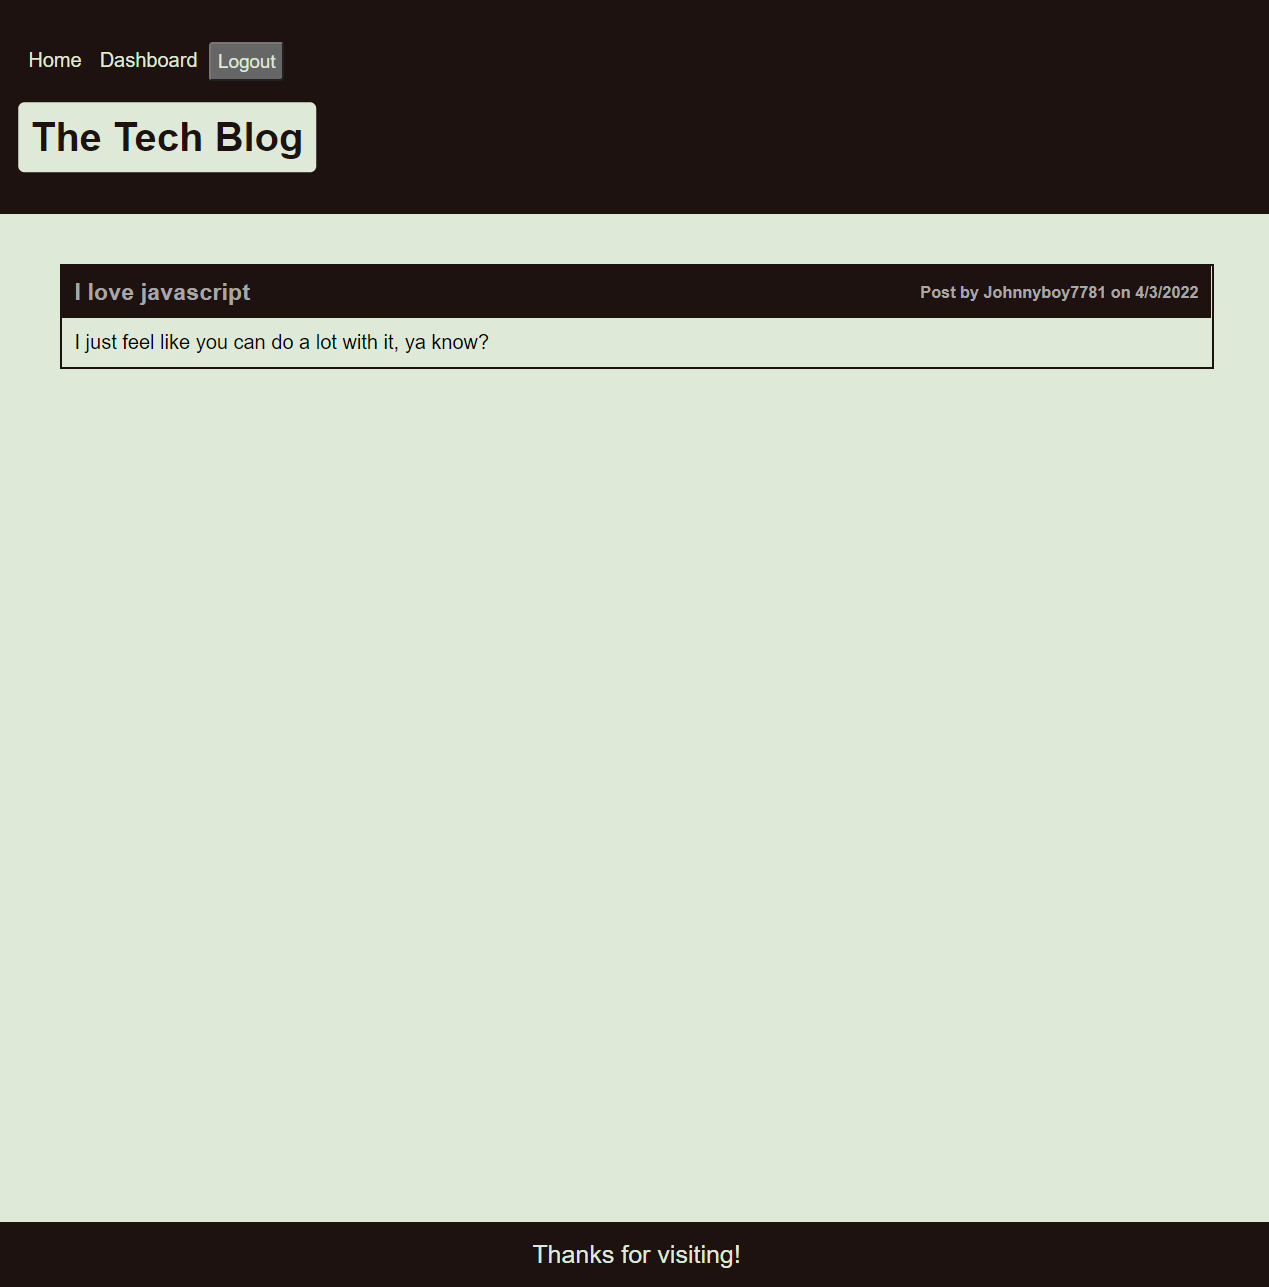 Home Dashboard Logout
The Tech Blog
I love javascript Post by Johnnyboy7781 on 4/3/2022
I just feel like you can do a lot with it, ya know?
Thanks for visiting!